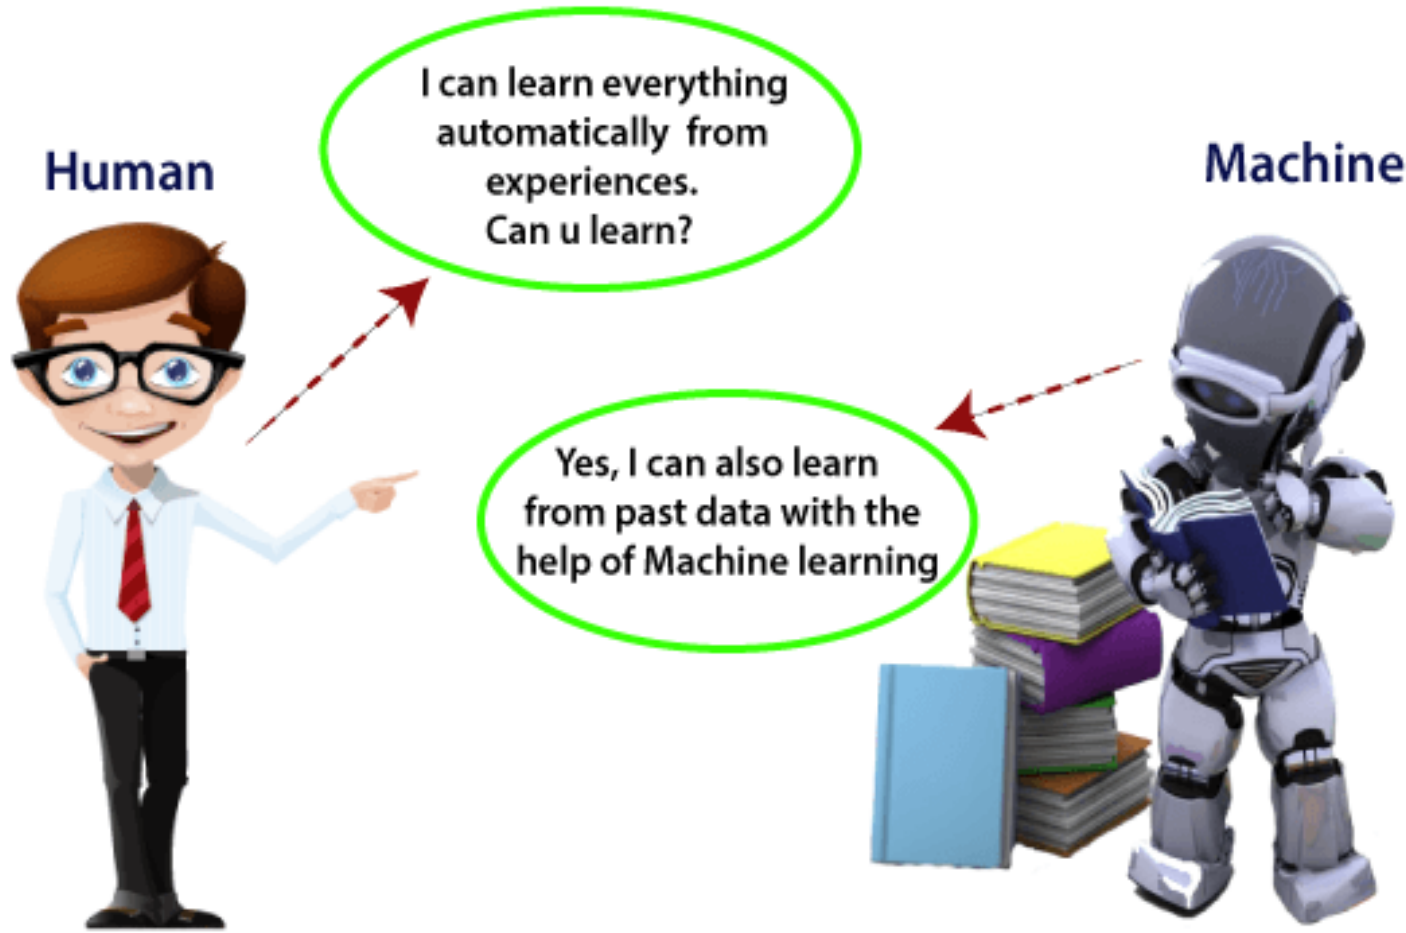 Human
I can learn everything
automatically from
experiences.
Can u learn?
Machine
Yes, I can also learn
from past data with the
help of Machine learning